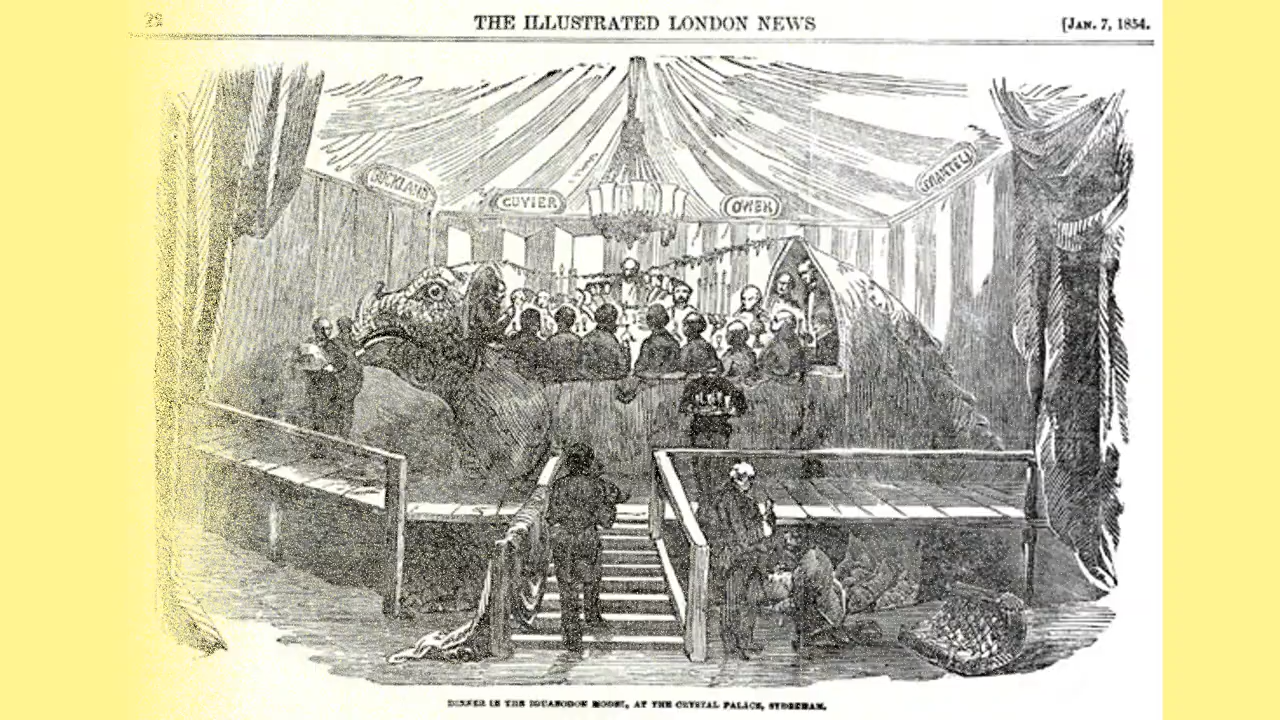 THE ILLUSTRATED LONDON NEWS
[JAN. 7, 1854.
BUCKLAND
CUVIER
OWEN
MANTELL
DINNER IN THE IGUANODON MODEL, AT THE CRYSTAL PALACE, SYDENHAM.